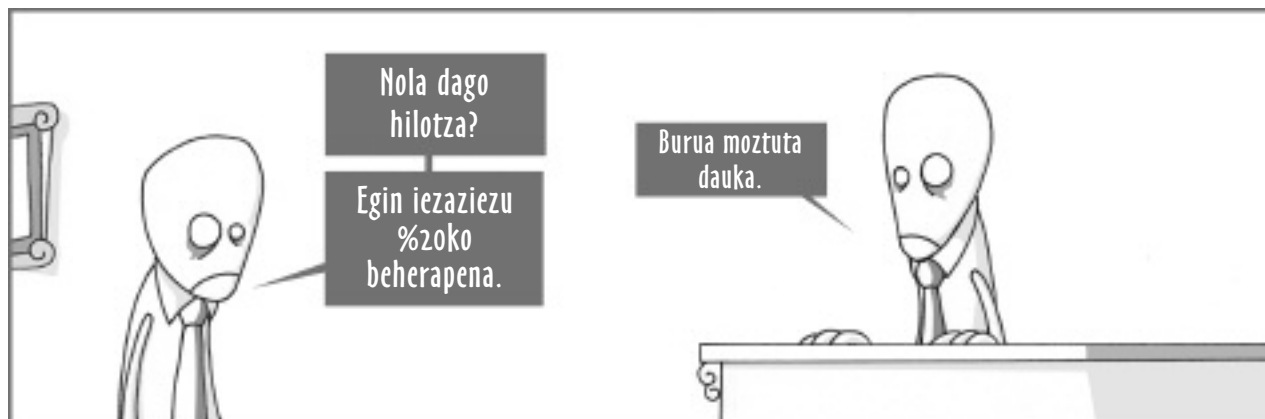 Nola dago
hilotza?
Egin iezaziezu
%20ko
beherapena.
Burua moztuta
dauka.